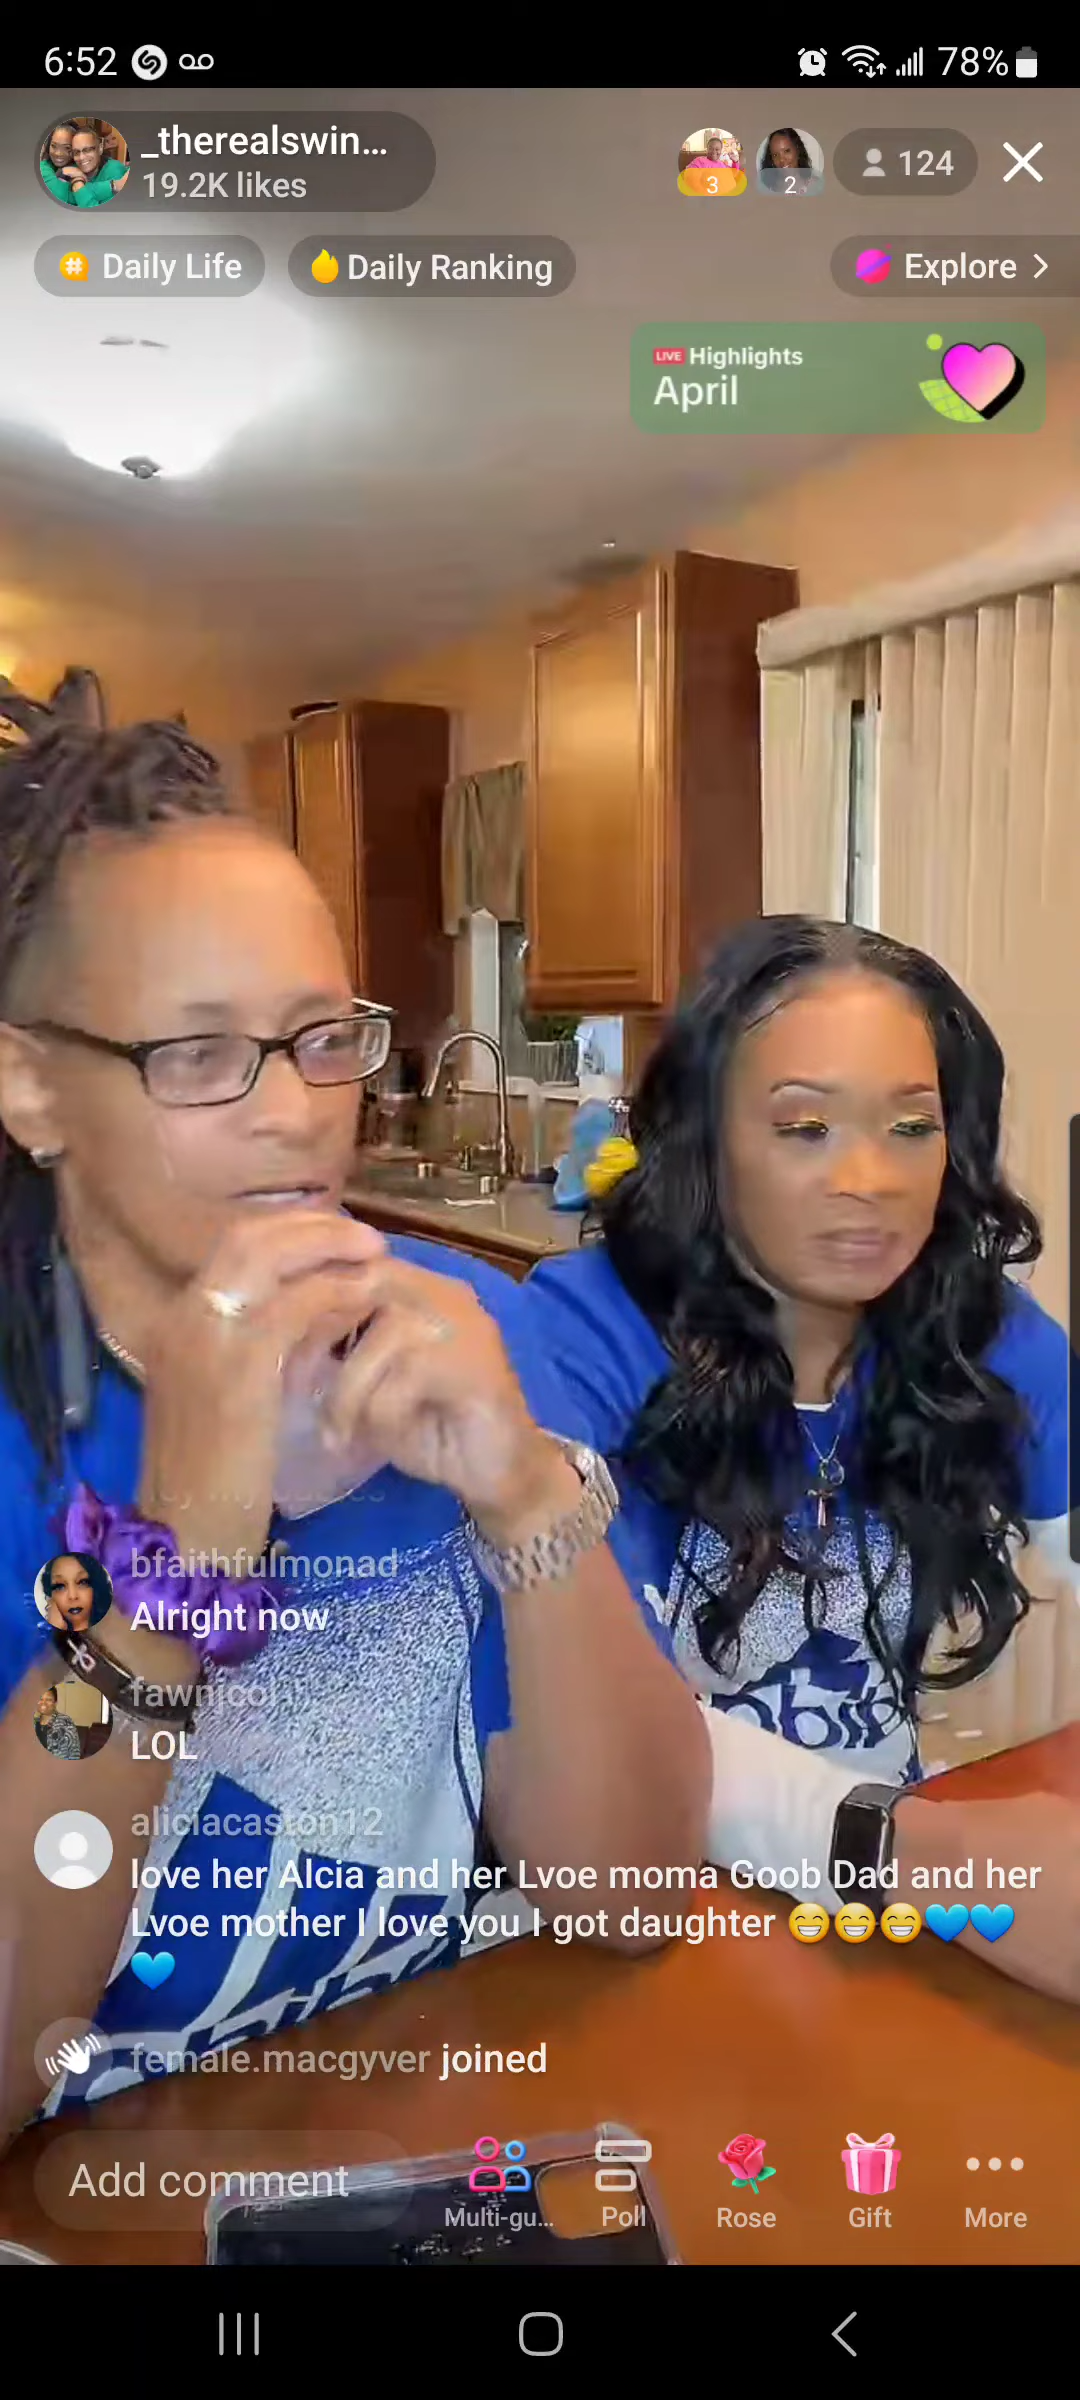 6:52 78%
_therealswin...
19.2K likes
3
2
124
Daily Life
Daily Ranking
Explore
LIVE Highlights
April
bfaithfulmonad
Alright now
fawnicol
LOL
aliciacaston12
love her Alcia and her Lvoe moma Goob Dad and her
Lvoe mother I love you I got daughter 😁😁😁💙💙
💙
female.macgyver joined
Add comment
Multi-gu...
Poll
Rose
Gift
More